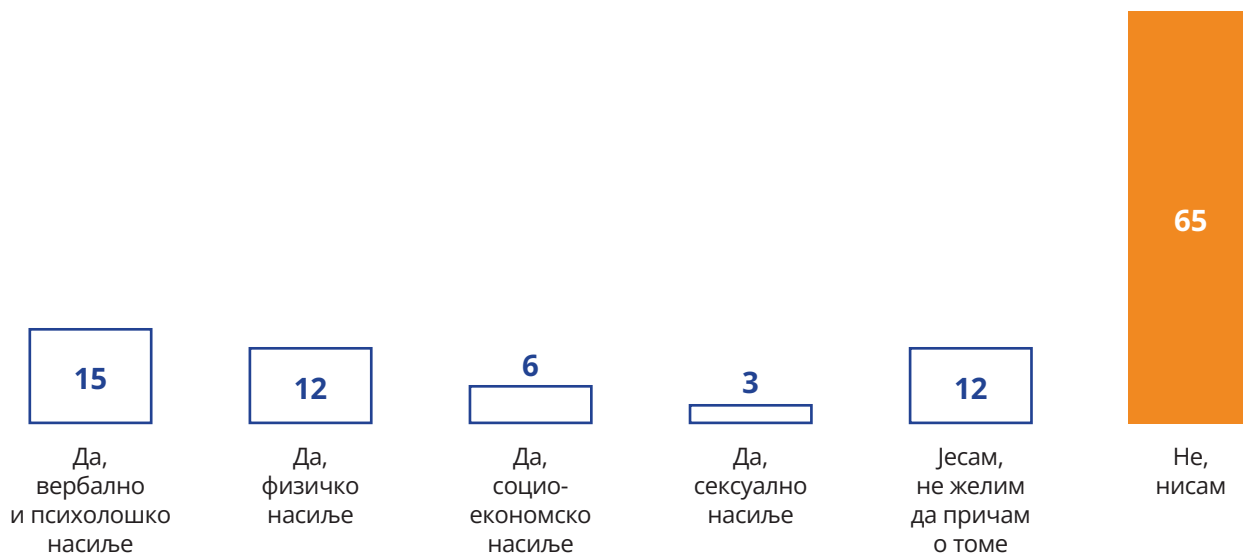 65
15
12
6
3
12
Да,
вербално
и психолошко
насиље
Да,
физичко
насиље
Да,
социо-
економско
насиље
Да,
сексуално
насиље
Јесам,
не желим
да причам
о томе
Не,
нисам